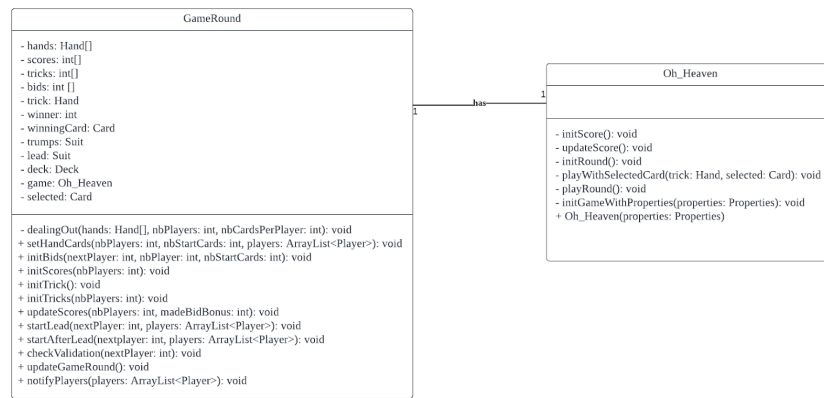 GameRound
- hands: Hand[]
- scores: int[]
- tricks: int[]
- bids: int []
- trick: Hand
- winner: int
- winningCard: Card
- trumps: Suit
- lead: Suit
- deck: Deck
- game: Oh_Heaven
- selected: Card
- dealingOut(hands: Hand[], nbPlayers: int, nbCardsPerPlayer: int): void
+ setHandCards(nbPlayers: int, nbStartCards: int, players: ArrayList<Player>): void
+ initBids(nextPlayer: int, nbPlayer: int, nbStartCards: int): void
+ initScores(nbPlayers: int): void
+ initTrick(): void
+ initTricks(nbPlayers: int): void
+ updateScores(nbPlayers: int, madeBidBonus: int): void
+ startLead(nextPlayer: int, players: ArrayList<Player>): void
+ startAfterLead(nextplayer: int, players: ArrayList<Player>): void
+ checkValidation(nextPlayer: int): void
+ updateGameRound(): void
+ notifyPlayers(players: ArrayList<Player>): void
1
has
1
Oh_Heaven
- initScore(): void
- updateScore(): void
- initRound(): void
- playWithSelectedCard(trick: Hand, selected: Card): void
- playRound(): void
- initGameWithProperties(properties: Properties): void
+ Oh_Heaven(properties: Properties)